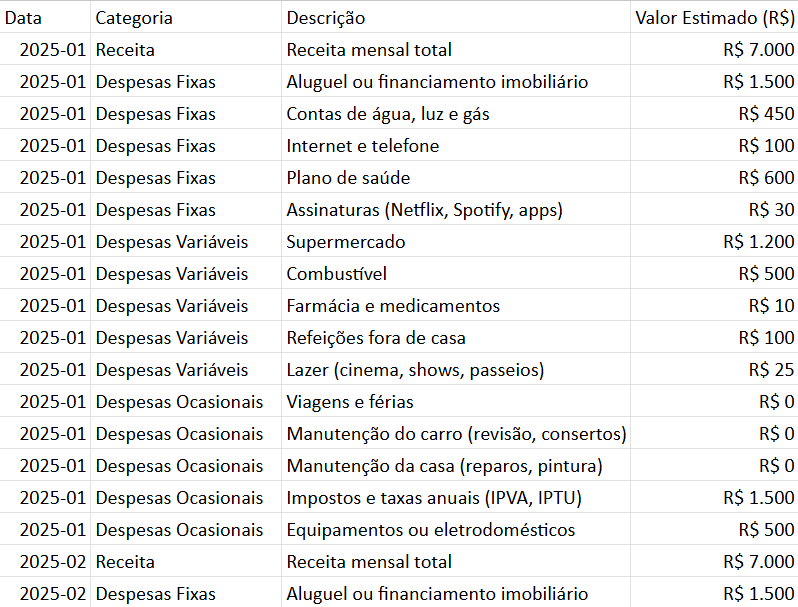 Data Categoria Descrição Valor Estimado (R$)
2025-01 Receita Receita mensal total R$ 7.000
2025-01 Despesas Fixas Aluguel ou financiamento imobiliário R$ 1.500
2025-01 Despesas Fixas Contas de água, luz e gás R$ 450
2025-01 Despesas Fixas Internet e telefone R$ 100
2025-01 Despesas Fixas Plano de saúde R$ 600
2025-01 Despesas Fixas Assinaturas (Netflix, Spotify, apps) R$ 30
2025-01 Despesas Variáveis Supermercado R$ 1.200
2025-01 Despesas Variáveis Combustível R$ 500
2025-01 Despesas Variáveis Farmácia e medicamentos R$ 10
2025-01 Despesas Variáveis Refeições fora de casa R$ 100
2025-01 Despesas Variáveis Lazer (cinema, shows, passeios) R$ 25
2025-01 Despesas Ocasionais Viagens e férias R$ 0
2025-01 Despesas Ocasionais Manutenção do carro (revisão, consertos) R$ 0
2025-01 Despesas Ocasionais Manutenção da casa (reparos, pintura) R$ 0
2025-01 Despesas Ocasionais Impostos e taxas anuais (IPVA, IPTU) R$ 1.500
2025-01 Despesas Ocasionais Equipamentos ou eletrodomésticos R$ 500
2025-02 Receita Receita mensal total R$ 7.000
2025-02 Despesas Fixas Aluguel ou financiamento imobiliário R$ 1.500